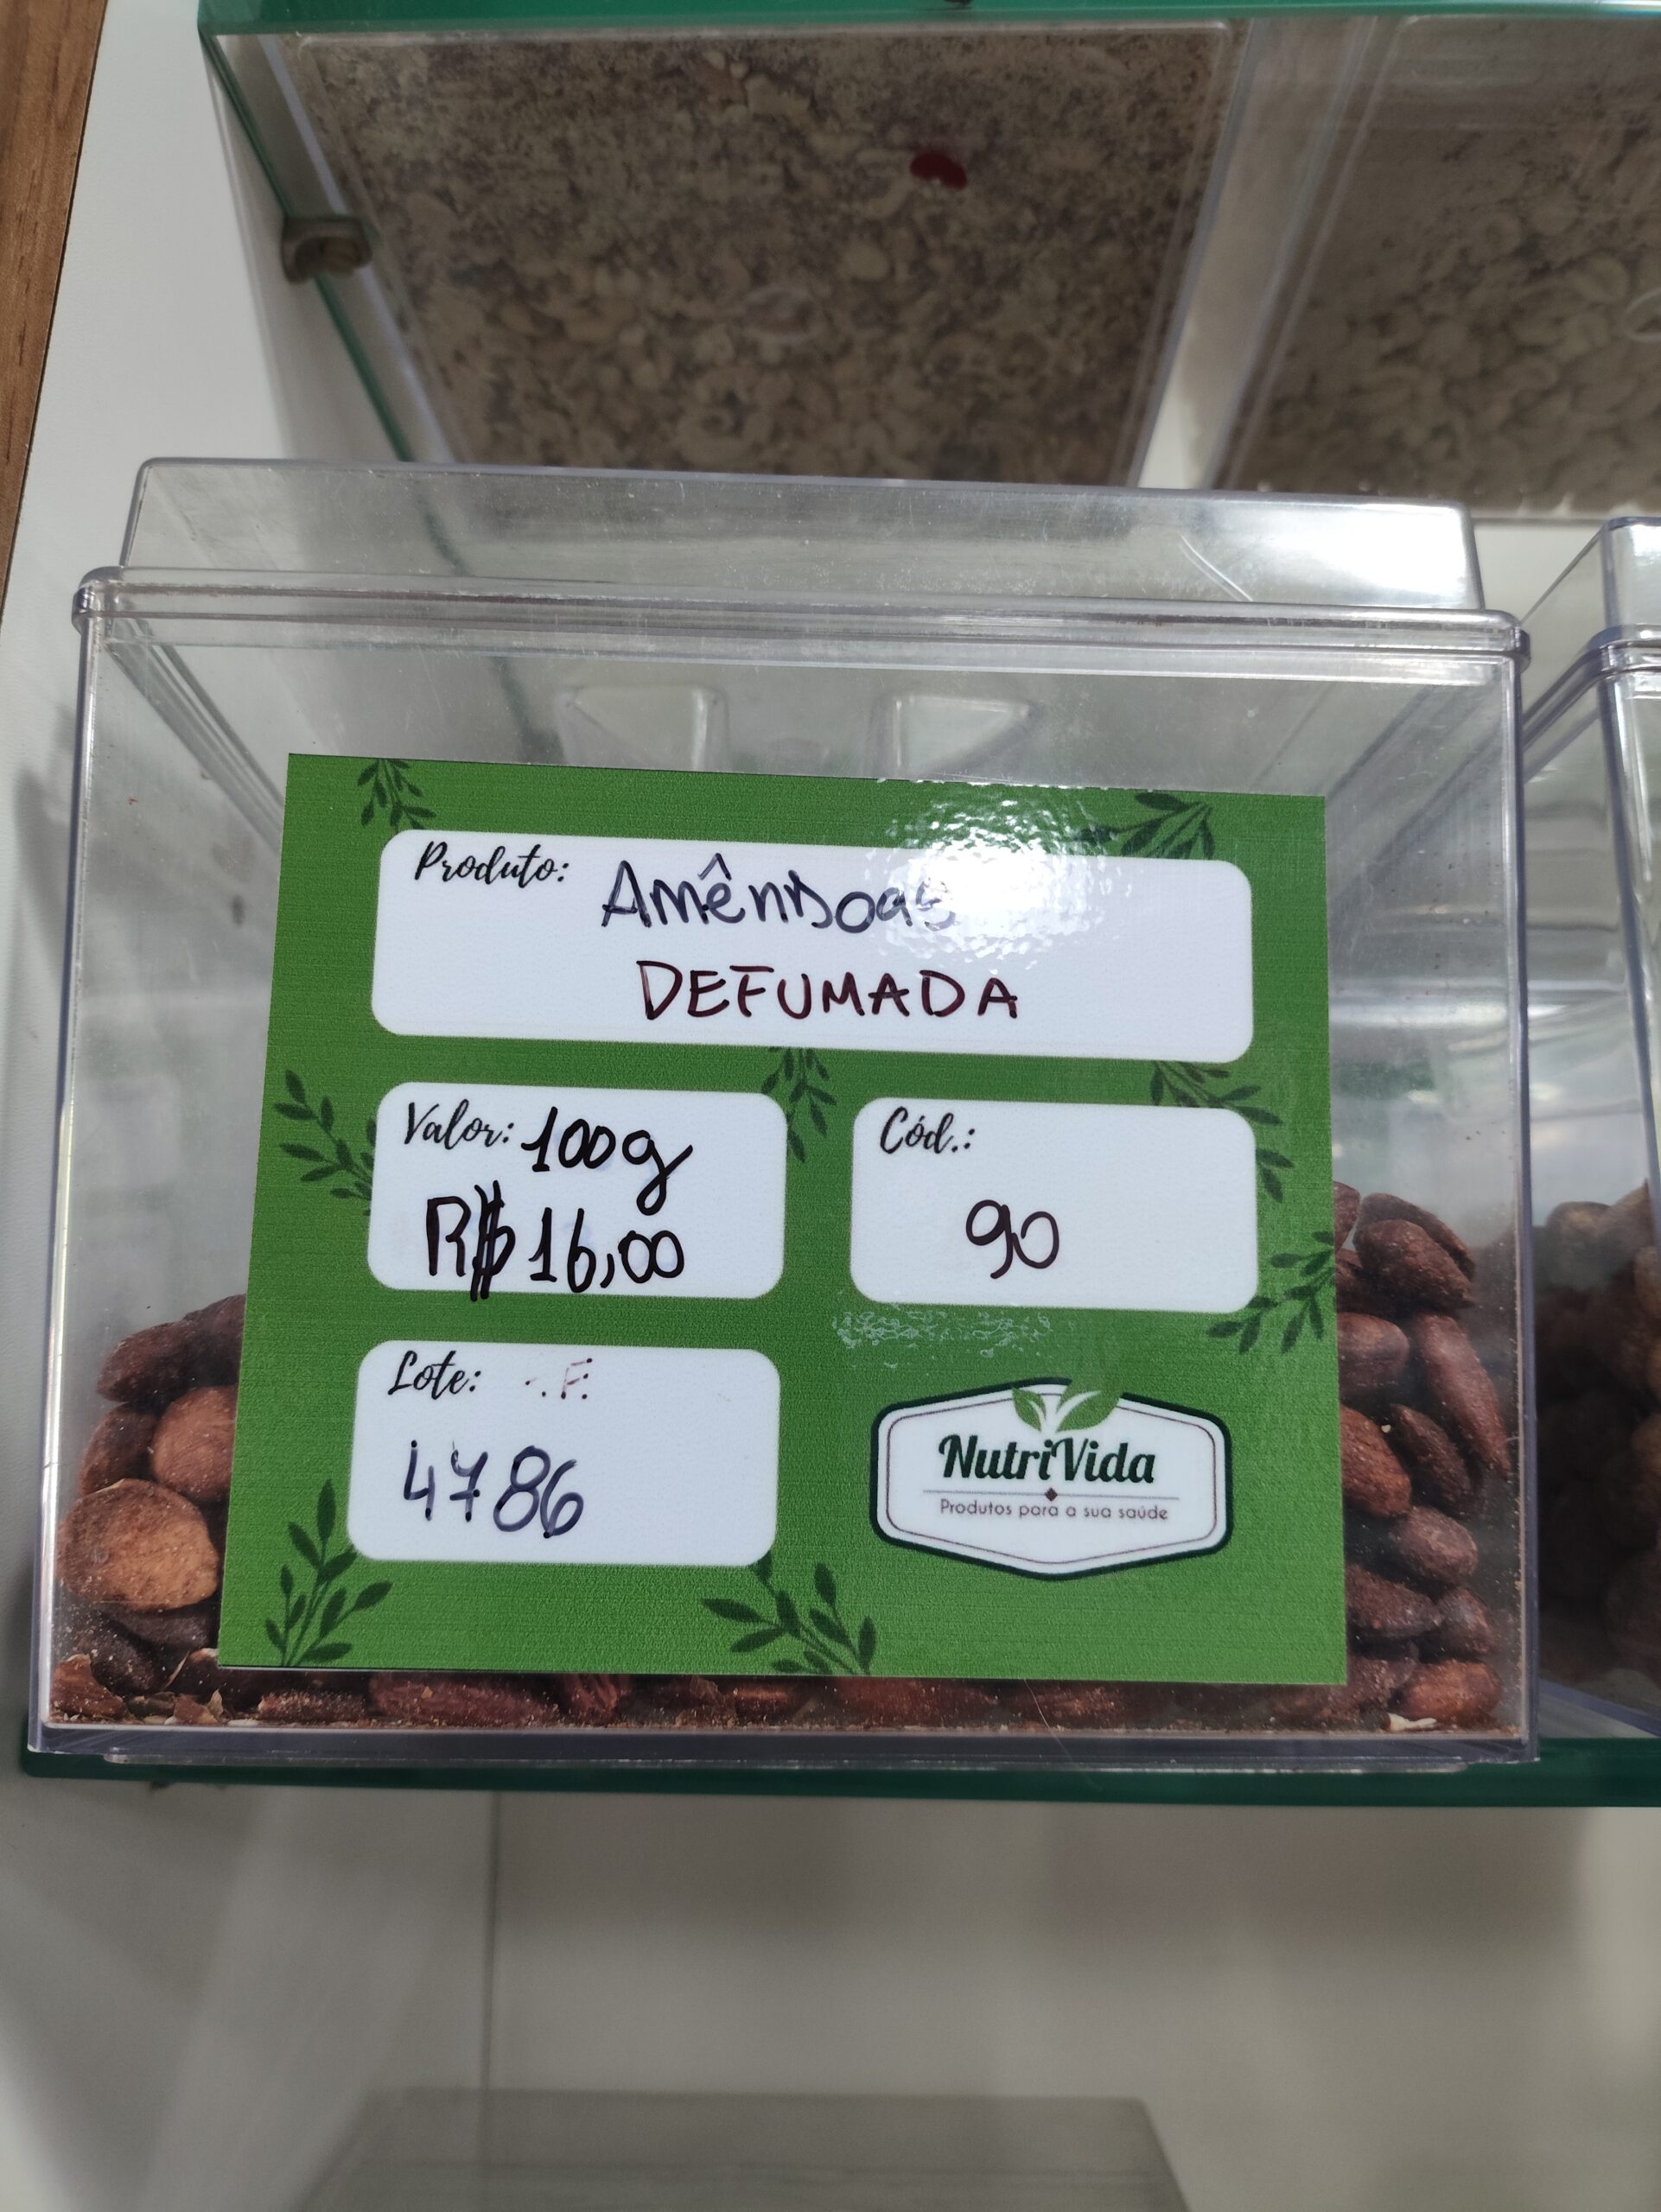 Produto: Amêndoas
DEFUMADA
Valor: 100g
R$ 16,00
Cód.:
90
Lote:
4786
NutriVida
Produtos para a sua saúde